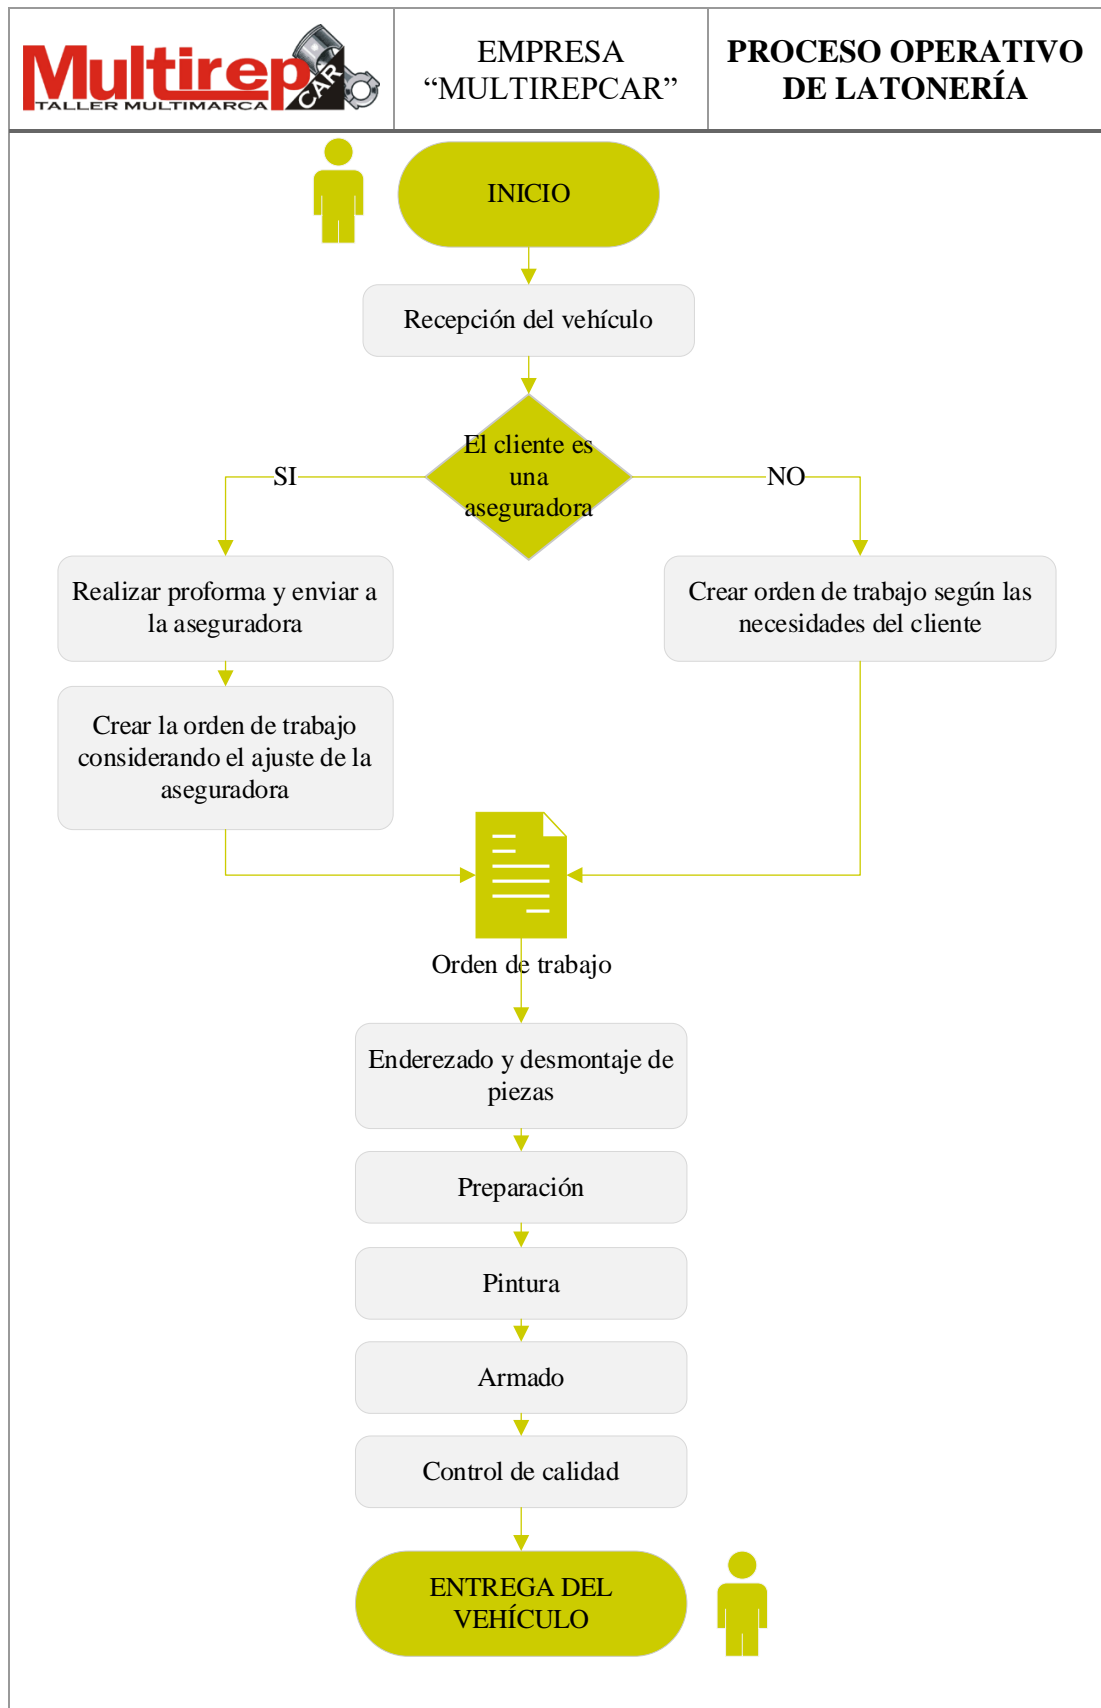 Multirep
CAR
TALLER MULTIMARCA
EMPRESA
“MULTIREPCAR”
PROCESO OPERATIVO
DE LATONERÍA
INICIO
Recepción del vehículo
El cliente es
una
aseguradora
SI
NO
Realizar proforma y enviar a
la aseguradora
Crear orden de trabajo según las
necesidades del cliente
Crear la orden de trabajo
considerando el ajuste de la
aseguradora
Orden de trabajo
Enderezado y desmontaje de
piezas
Preparación
Pintura
Armado
Control de calidad
ENTREGA DEL
VEHÍCULO